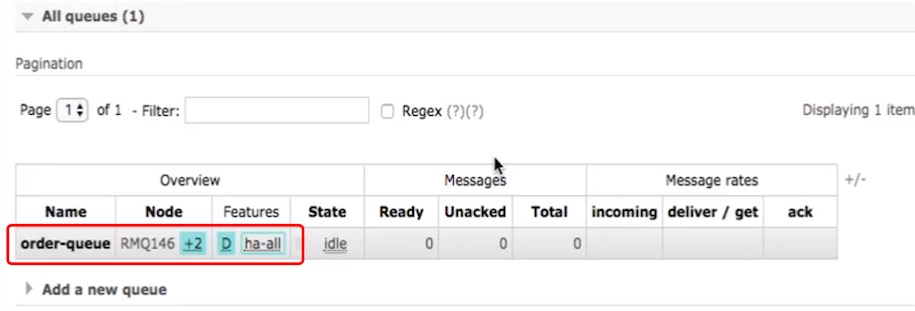 All queues (1)
Pagination
Page 1 of 1 - Filter: Regex (?)(?) Displaying 1 item
Overview Messages Message rates +/-
Name Node Features State Ready Unacked Total incoming deliver / get ack
order-queue RMQ146 +2 D ha-all idle 0 0 0
Add a new queue